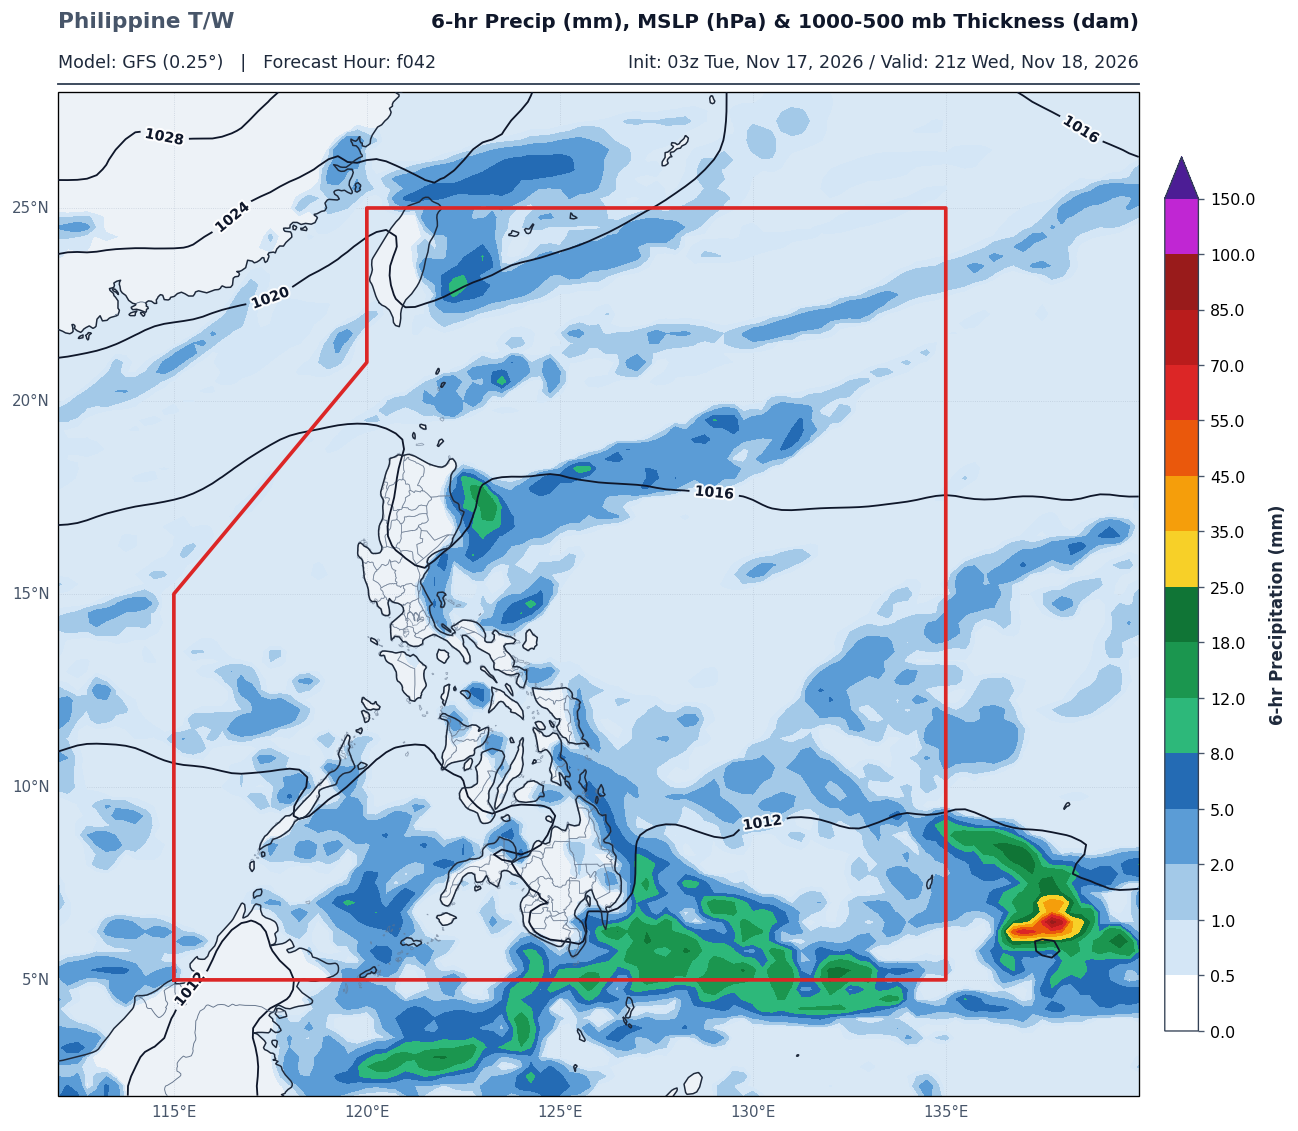 Philippine T/W
6-hr Precip (mm), MSLP (hPa) & 1000-500 mb Thickness (dam)
Model: GFS (0.25°) | Forecast Hour: f042
Init: 03z Tue, Nov 17, 2026 / Valid: 21z Wed, Nov 18, 2026
1028
1016
1024
1020
1016
1012
1012
25°N
20°N
15°N
10°N
5°N
115°E
120°E
125°E
130°E
135°E
150.0
100.0
85.0
70.0
55.0
45.0
35.0
25.0
18.0
12.0
8.0
5.0
2.0
1.0
0.5
0.0
6-hr Precipitation (mm)